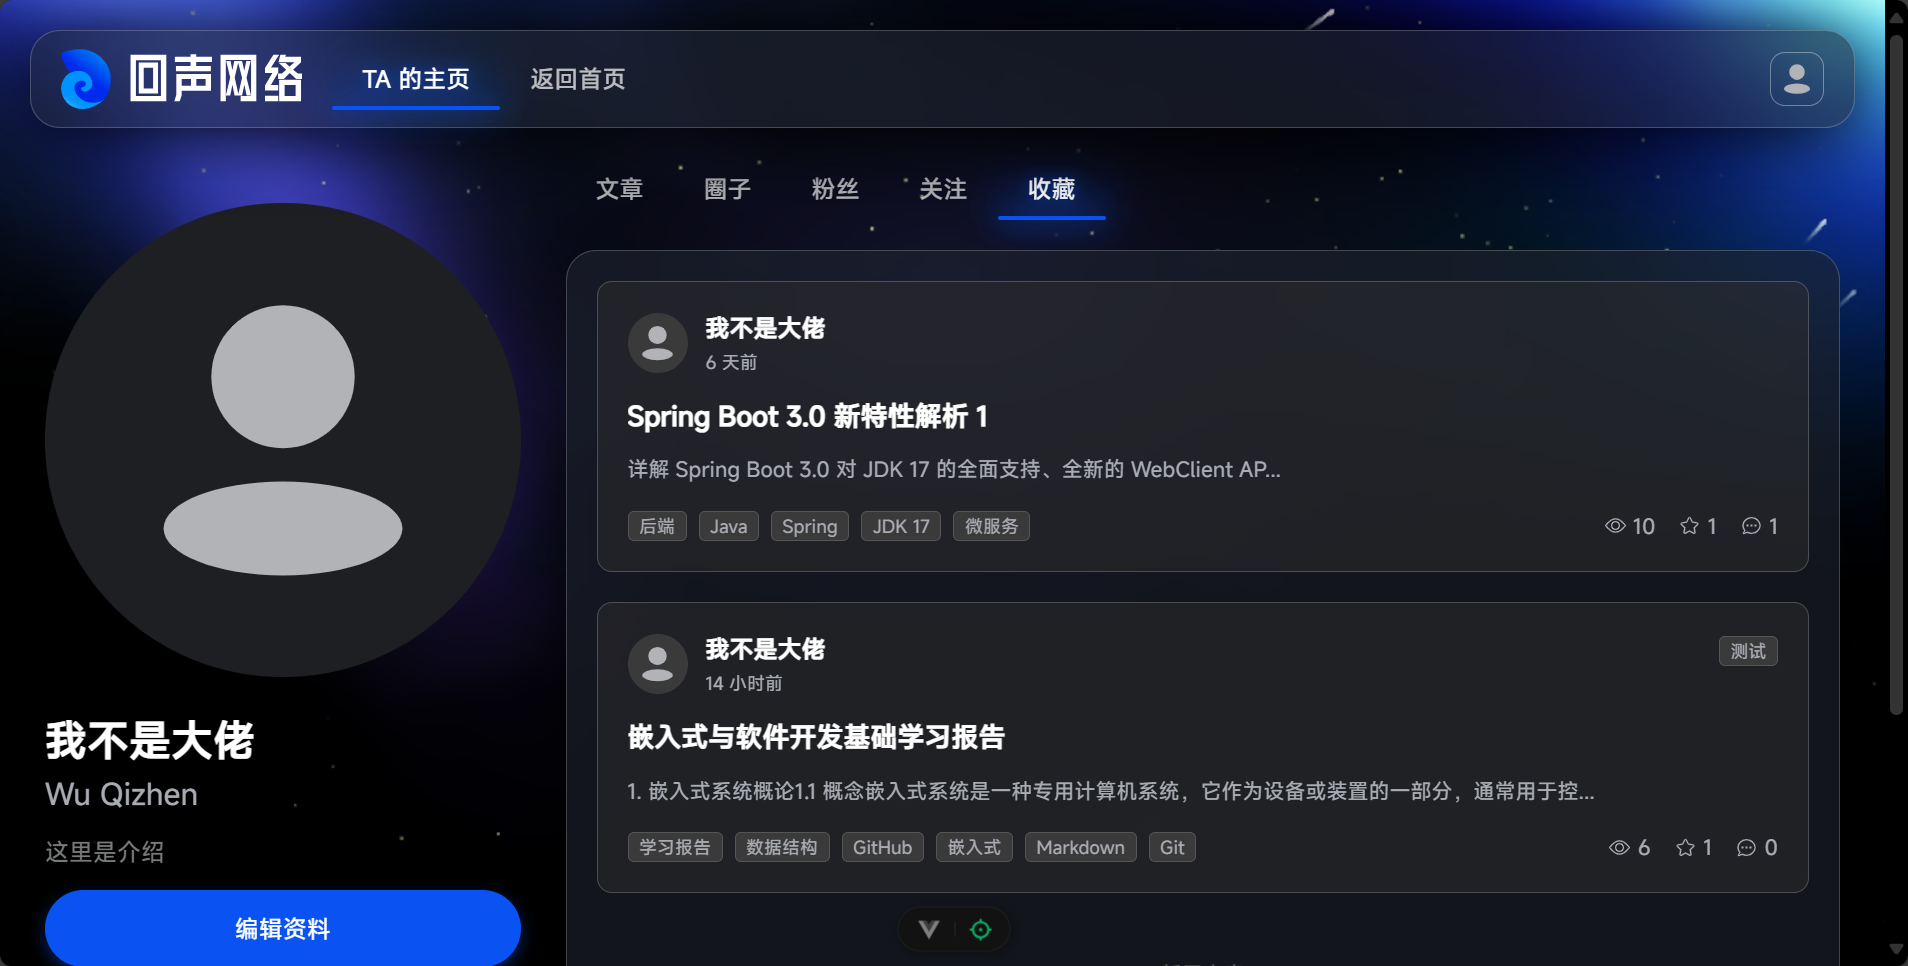 回声网络
TA 的主页
返回首页
文章
圈子
粉丝
关注
收藏
我不是大佬
Wu Qizhen
这里是介绍
编辑资料
我不是大佬
6 天前
Spring Boot 3.0 新特性解析 1
详解 Spring Boot 3.0 对 JDK 17 的全面支持、全新的 WebClient AP...
后端 Java Spring JDK 17 微服务
10 1 1
我不是大佬
14 小时前
测试
嵌入式与软件开发基础学习报告
1. 嵌入式系统概论1.1 概念嵌入式系统是一种专用计算机系统，它作为设备或装置的一部分，通常用于控...
学习报告 数据结构 GitHub 嵌入式 Markdown Git
6 1 0